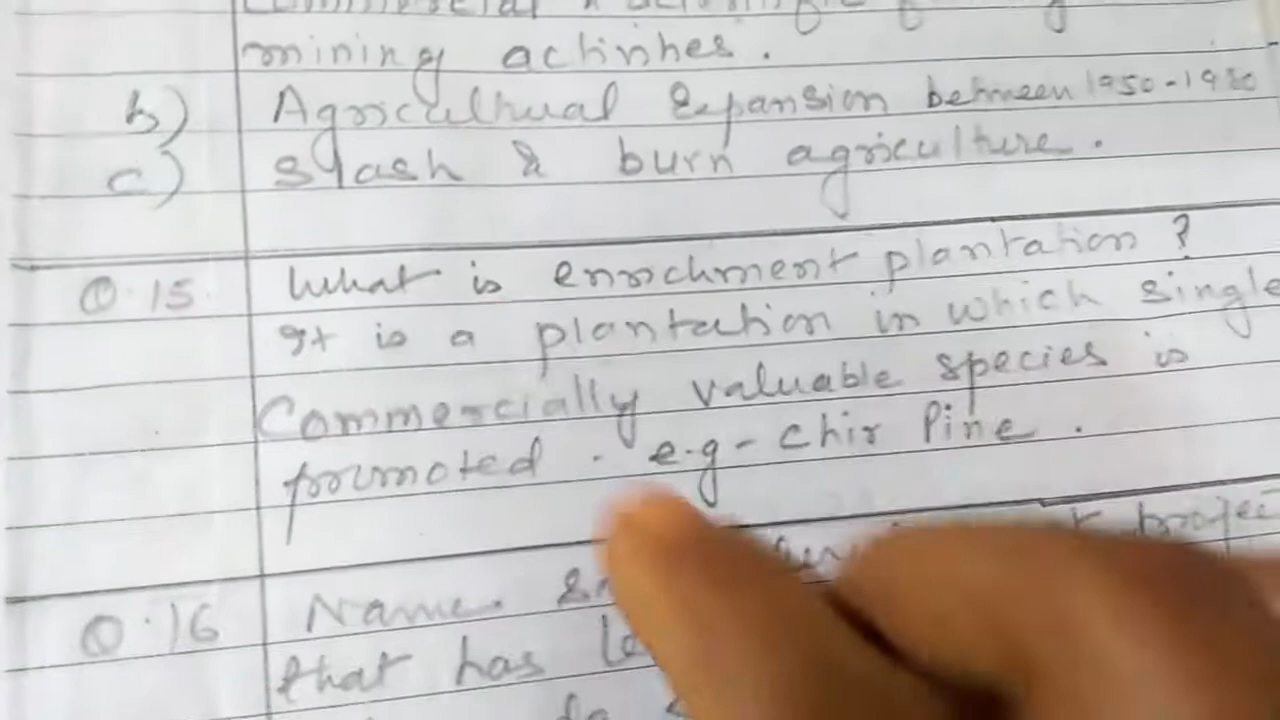 mining activites.
b) Agricultural Expansion between 1950-1980
c) Slash & burn agriculture.
Q.15 What is enrichment plantation?
It is a plantation in which single
Commercially valuable species is
promoted. e.g- Chir Pine.
Q.16 Name
that has